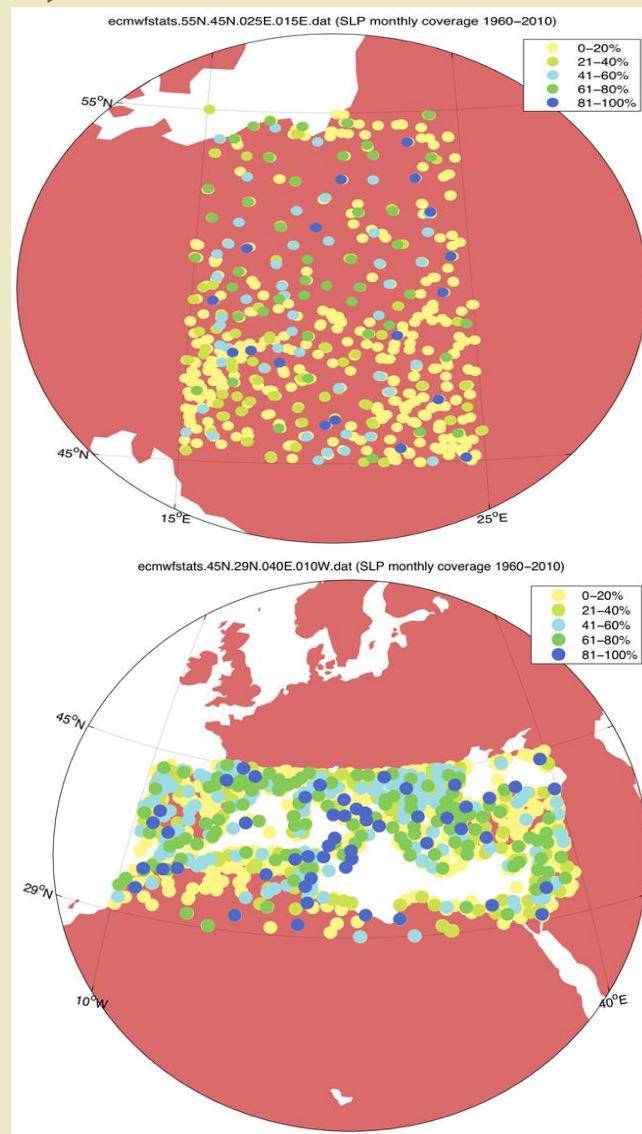 ecmwfstats.55N.45N.025E.015E.dat (SLP monthly coverage 1960−2010)
0−20%
21−40%
41−60%
61−80%
81−100%
55°N
45°N
15°E
25°E
ecmwfstats.45N.29N.040E.010W.dat (SLP monthly coverage 1960−2010)
0−20%
21−40%
41−60%
61−80%
81−100%
45°N
29°N
10°W
40°E